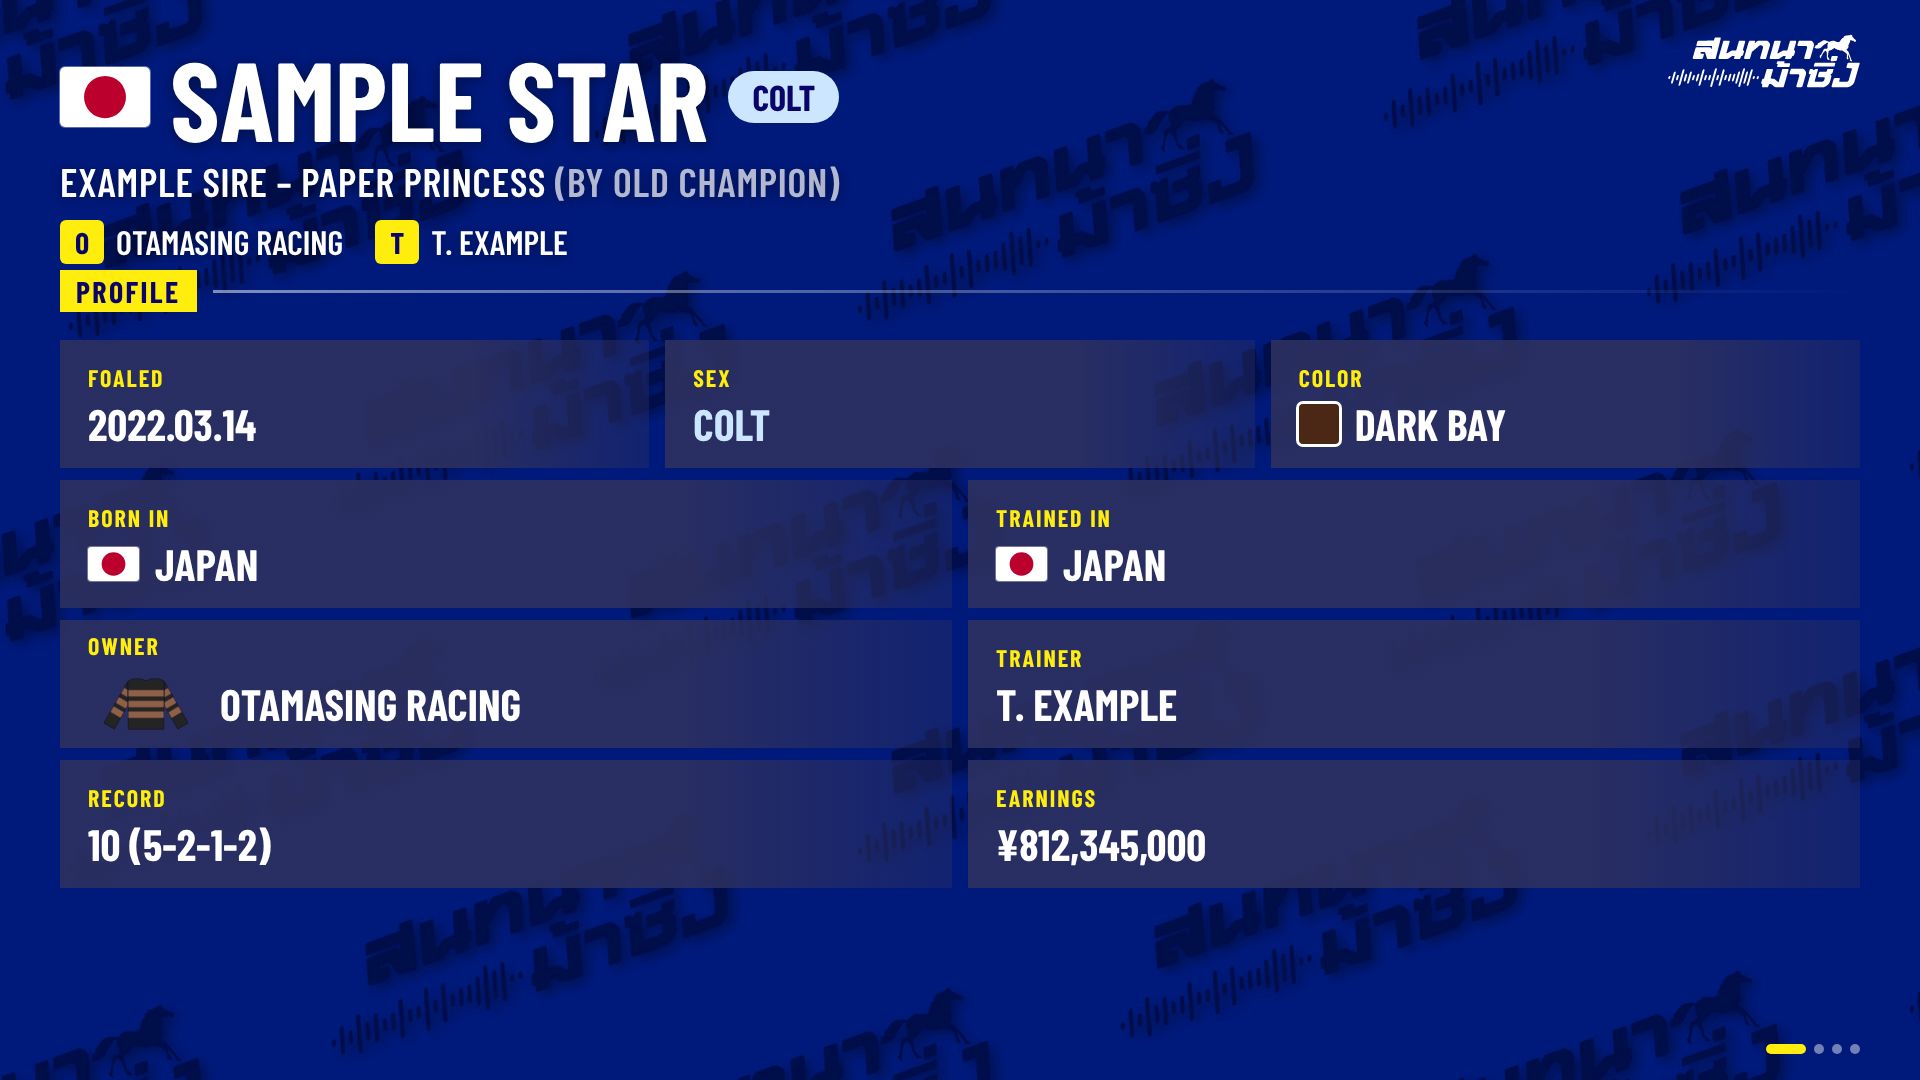 SAMPLE STAR COLT
สนทนา
ม้าซิ่ง
EXAMPLE SIRE – PAPER PRINCESS (BY OLD CHAMPION)
O OTAMASING RACING T T. EXAMPLE
PROFILE
FOALED
2022.03.14
SEX
COLT
COLOR
DARK BAY
BORN IN
JAPAN
TRAINED IN
JAPAN
OWNER
OTAMASING RACING
TRAINER
T. EXAMPLE
RECORD
10 (5-2-1-2)
EARNINGS
¥812,345,000